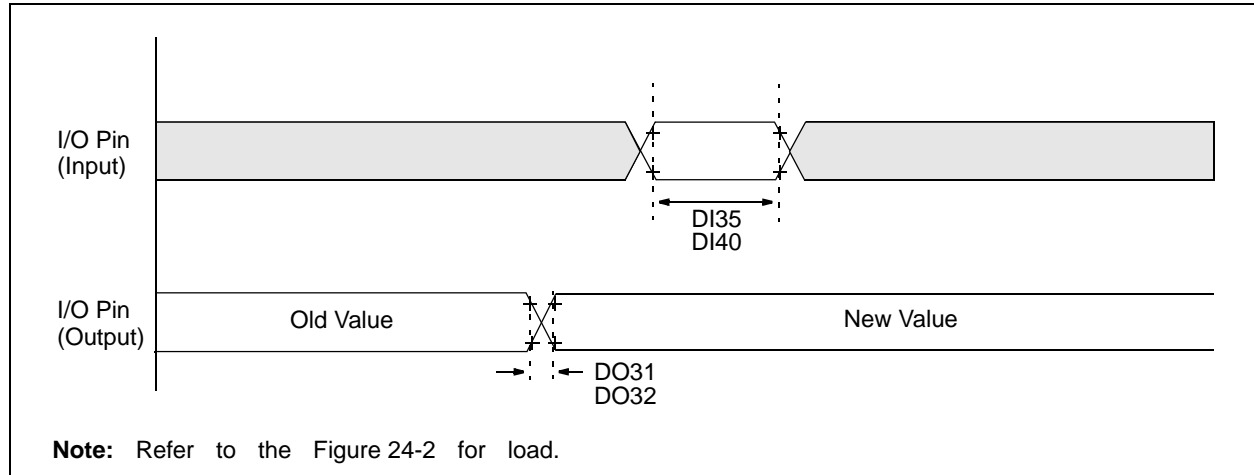 I/O Pin
(Input)
DI35
DI40
I/O Pin
(Output)
Old Value
New Value
DO31
DO32
Note: Refer to the Figure 24-2 for load.